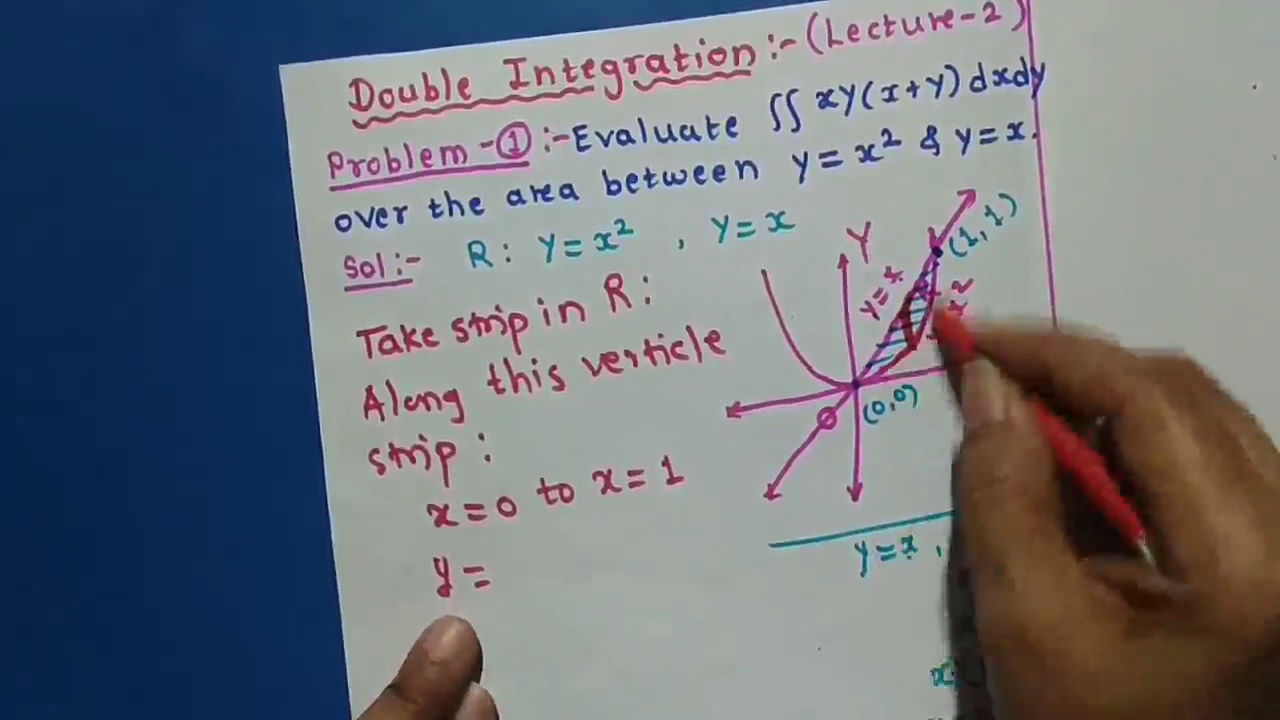 Double Integration :- (Lecture-2)
Problem-① :- Evaluate ∬ xy(x+y) dxdy
over the area between y=x² & y=x.
Sol:- R: y=x² , y=x
Take strip in R:
Along this verticle
strip:
x=0 to x=1
y=
Y
(1,1)
(0,0)
y=x ,